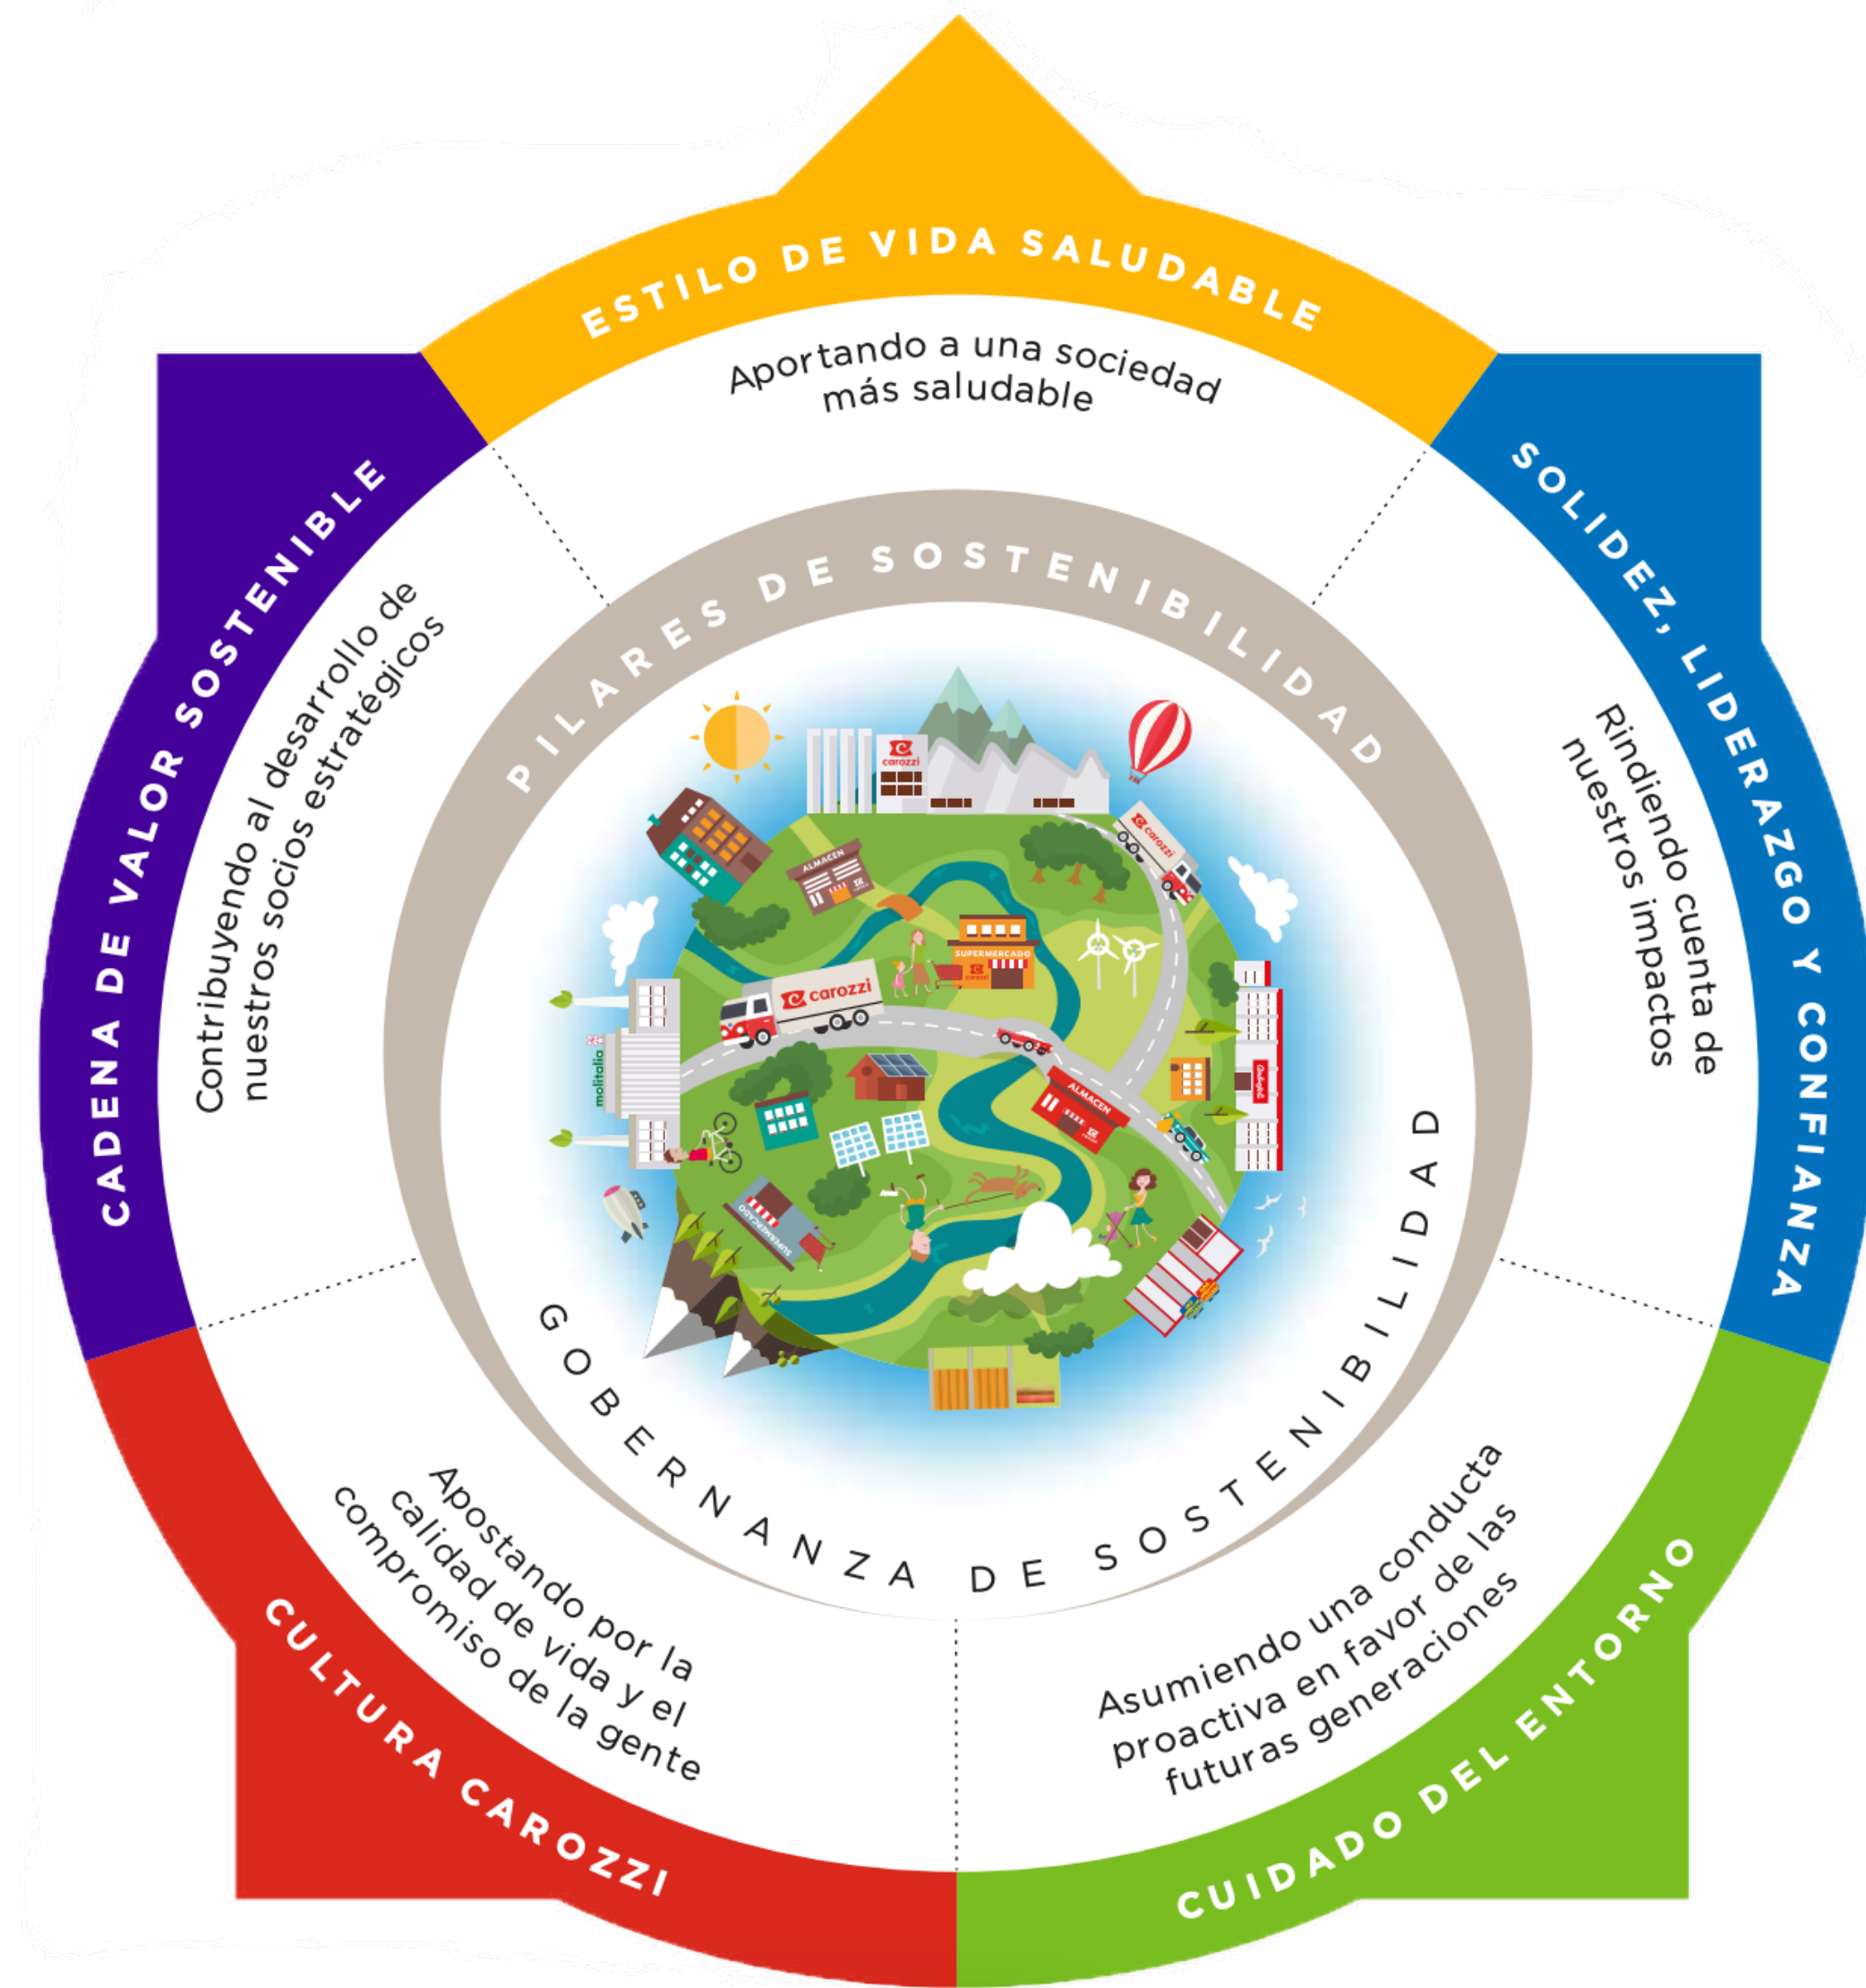 ESTILO DE VIDA SALUDABLE
Aportando a una sociedad
más saludable
SOLIDEZ, LIDERAZGO Y CONFIANZA
Rindiendo cuenta de
nuestros impactos
CUIDADO DEL ENTORNO
Asumiendo una conducta
proactiva en favor de las
futuras generaciones
CULTURA CAROZZI
Apostando por la
calidad de vida y el
compromiso de la gente
CADENA DE VALOR SOSTENIBLE
Contribuyendo al desarrollo de
nuestros socios estratégicos
PILARES DE SOSTENIBILIDAD
GOBERNANZA DE SOSTENIBILIDAD
carozzi
carozzi
ALMACEN
SUPERMERCADO
carozzi
carozzi
molitalia
ALMACEN
SUPERMERCADO